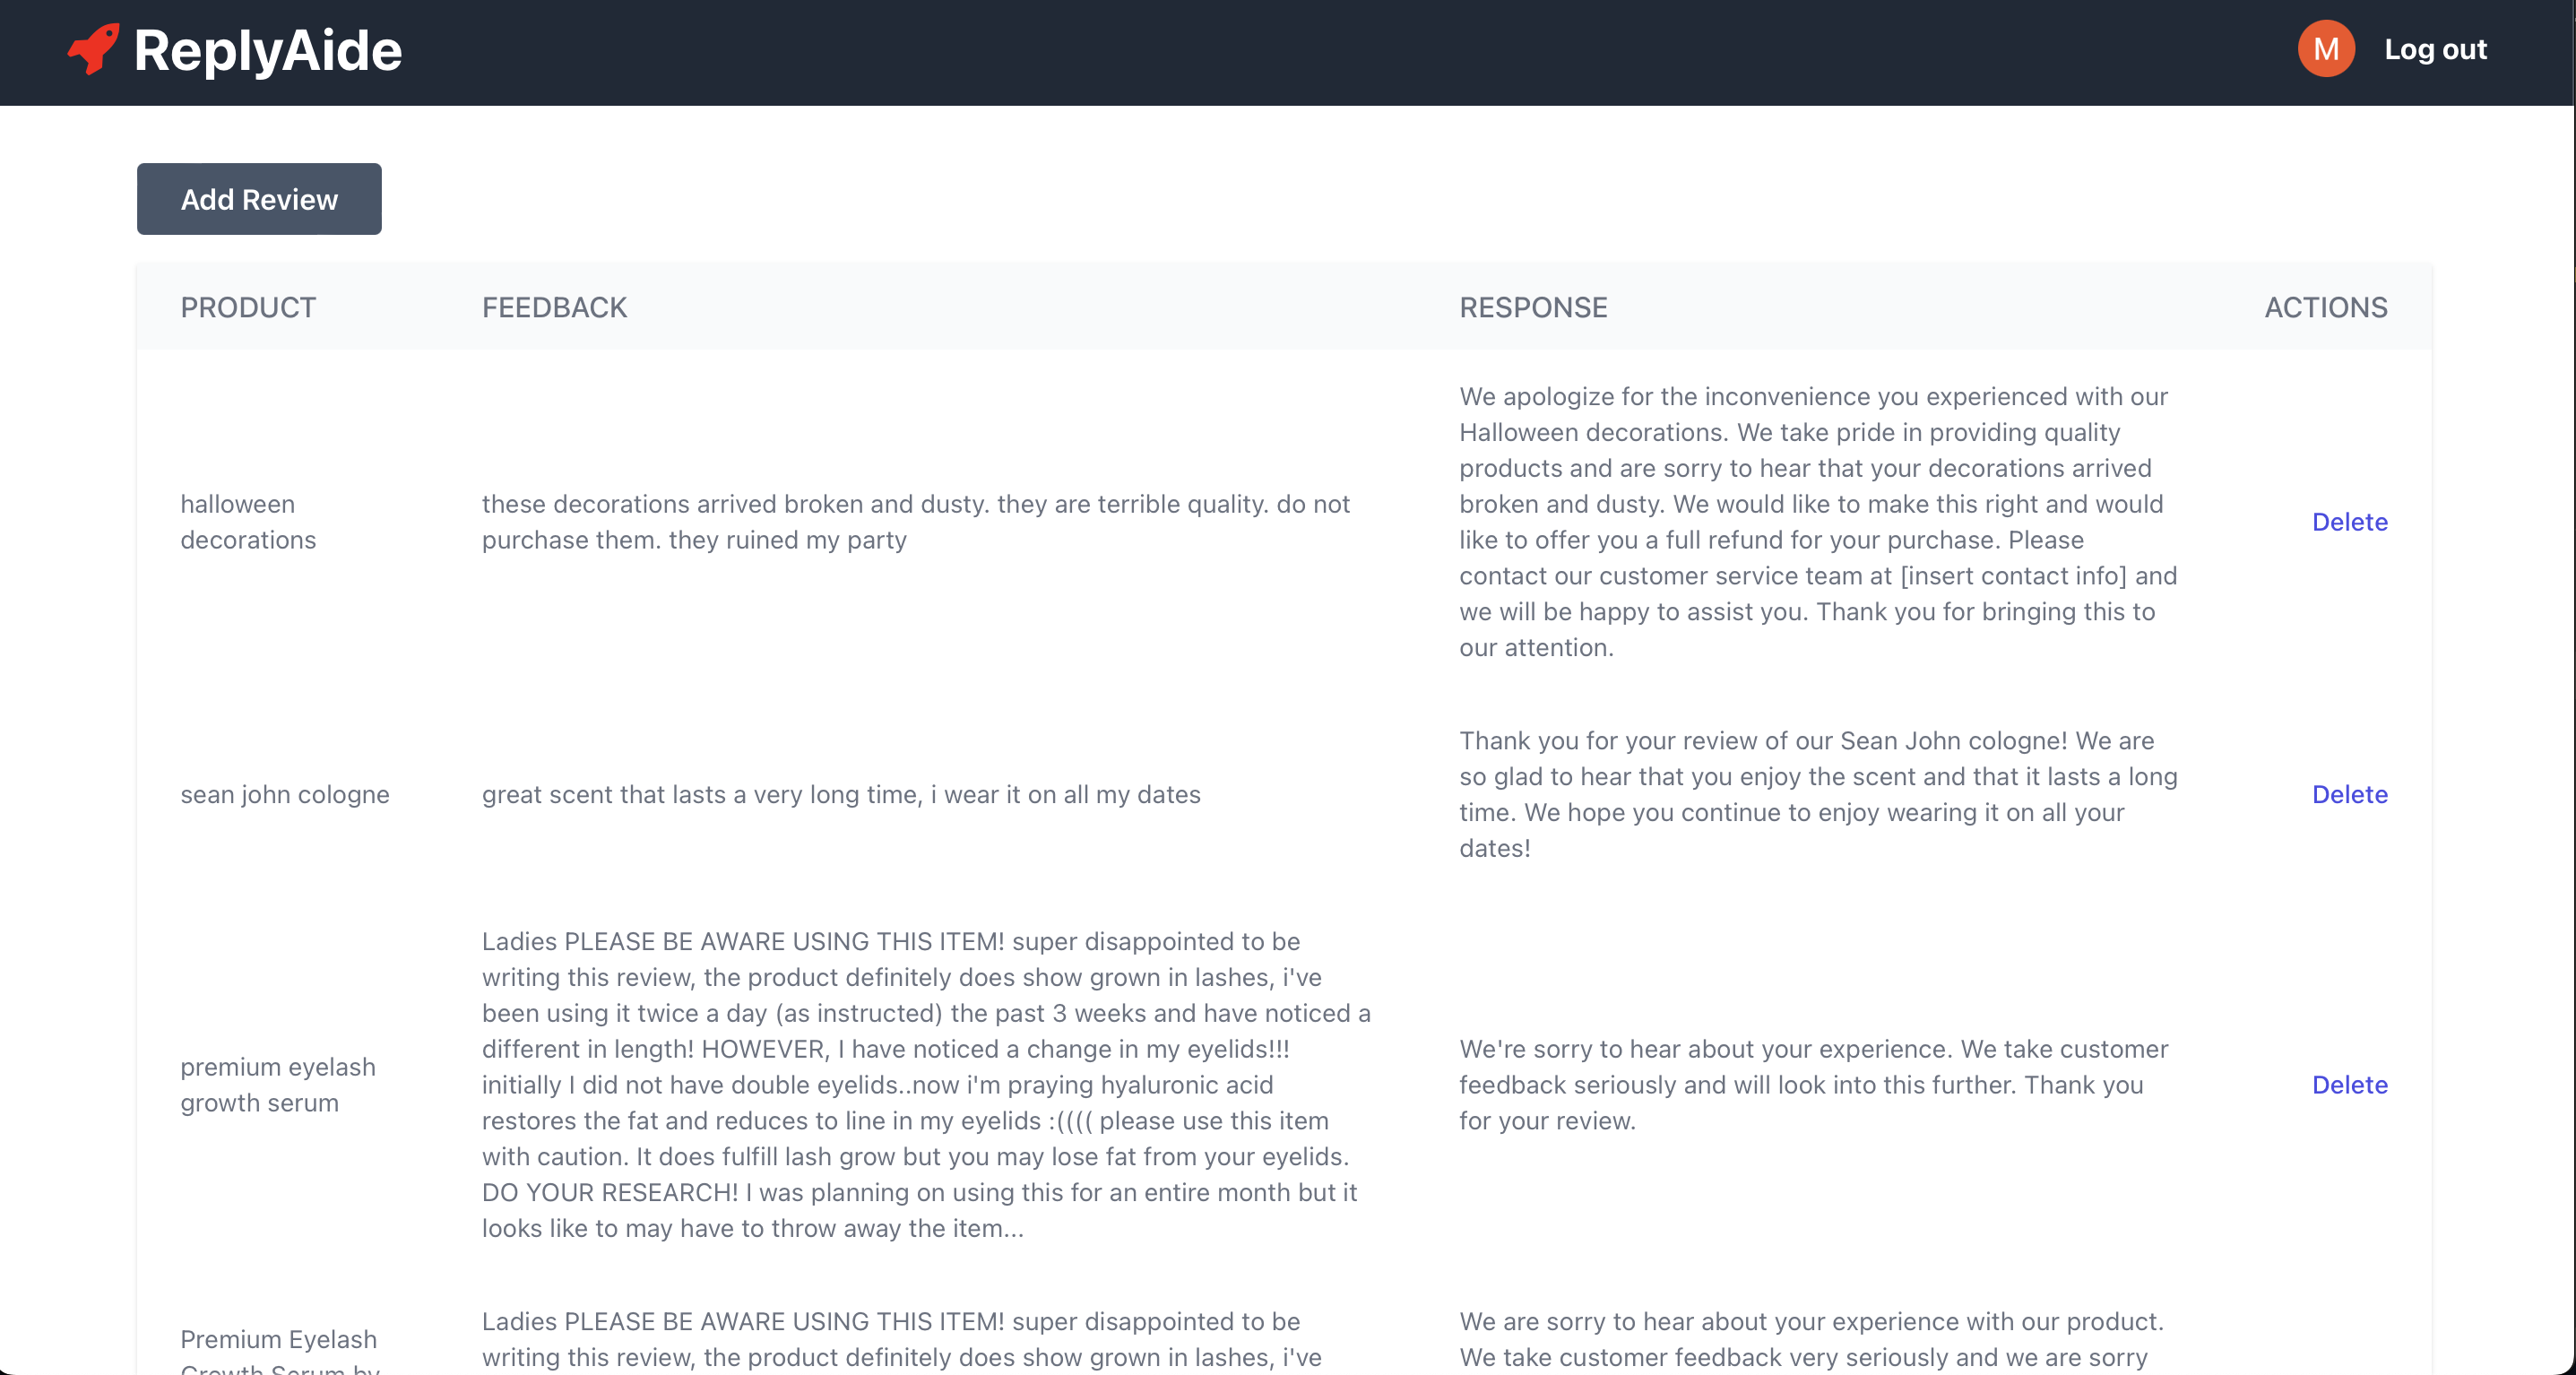 ReplyAide
M
Log out
Add Review
PRODUCT
FEEDBACK
RESPONSE
ACTIONS
halloween
decorations
these decorations arrived broken and dusty. they are terrible quality. do not
purchase them. they ruined my party
We apologize for the inconvenience you experienced with our
Halloween decorations. We take pride in providing quality
products and are sorry to hear that your decorations arrived
broken and dusty. We would like to make this right and would
like to offer you a full refund for your purchase. Please
contact our customer service team at [insert contact info] and
we will be happy to assist you. Thank you for bringing this to
our attention.
Delete
sean john cologne
great scent that lasts a very long time, i wear it on all my dates
Thank you for your review of our Sean John cologne! We are
so glad to hear that you enjoy the scent and that it lasts a long
time. We hope you continue to enjoy wearing it on all your
dates!
Delete
premium eyelash
growth serum
Ladies PLEASE BE AWARE USING THIS ITEM! super disappointed to be
writing this review, the product definitely does show grown in lashes, i've
been using it twice a day (as instructed) the past 3 weeks and have noticed a
different in length! HOWEVER, I have noticed a change in my eyelids!!!
initially I did not have double eyelids..now i'm praying hyaluronic acid
restores the fat and reduces to line in my eyelids :(((( please use this item
with caution. It does fulfill lash grow but you may lose fat from your eyelids.
DO YOUR RESEARCH! I was planning on using this for an entire month but it
looks like to may have to throw away the item...
We're sorry to hear about your experience. We take customer
feedback seriously and will look into this further. Thank you
for your review.
Delete
Premium Eyelash
Growth Serum by
Ladies PLEASE BE AWARE USING THIS ITEM! super disappointed to be
writing this review, the product definitely does show grown in lashes, i've
We are sorry to hear about your experience with our product.
We take customer feedback very seriously and we are sorry